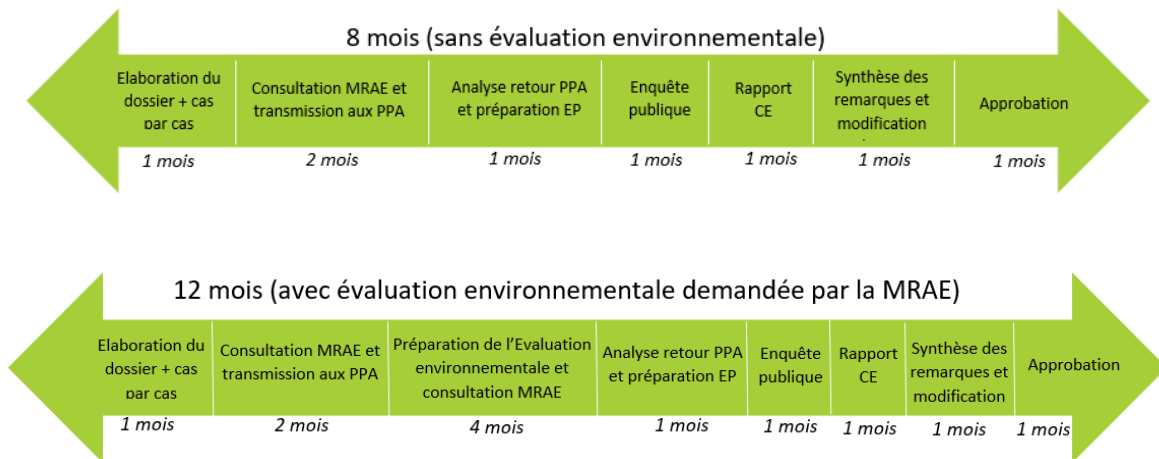 8 mois (sans évaluation environnementale)
Elaboration du
dossier + cas
par cas
Consultation MRAE et
transmission aux PPA
Analyse retour PPA
et préparation EP
Enquête
publique
Rapport
CE
Synthèse des
remarques et
modification
Approbation
1 mois
2 mois
1 mois
1 mois
1 mois
1 mois
1 mois
12 mois (avec évaluation environnementale demandée par la MRAE)
Elaboration du
dossier + cas
par cas
Consultation MRAE et
transmission aux PPA
Préparation de l’Evaluation
environnementale et
consultation MRAE
Analyse retour PPA
et préparation EP
Enquête
publique
Rapport
CE
Synthèse des
remarques et
modification
Approbation
1 mois
2 mois
4 mois
1 mois
1 mois
1 mois
1 mois
1 mois